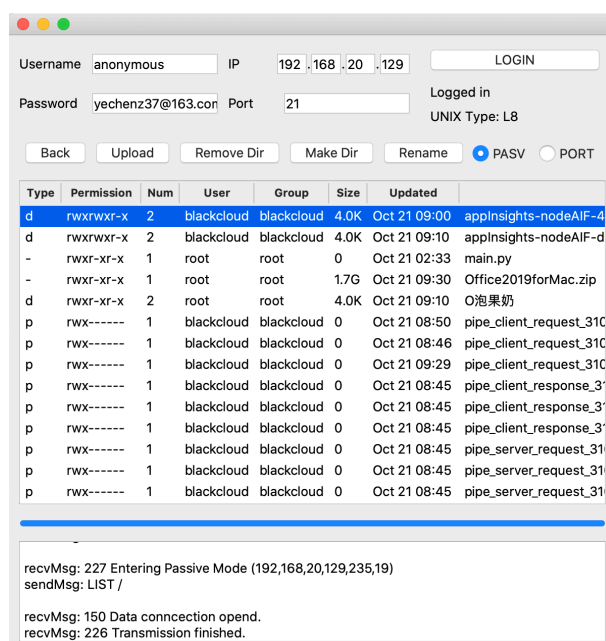 Username anonymous IP 192 . 168 . 20 . 129 LOGIN
Password yechenz37@163.com Port 21 Logged in
UNIX Type: L8
Back Upload Remove Dir Make Dir Rename PASV PORT
Type Permission Num User Group Size Updated
d rwxrwxr-x 2 blackcloud blackcloud 4.0K Oct 21 09:00 appInsights-nodeAIF-4
d rwxrwxr-x 2 blackcloud blackcloud 4.0K Oct 21 09:10 appInsights-nodeAIF-d
- rwxr-xr-x 1 root root 0 Oct 21 02:33 main.py
- rwxr-xr-x 1 root root 1.7G Oct 21 09:30 Office2019forMac.zip
d rwxr-xr-x 2 root root 4.0K Oct 21 09:10 O泡果奶
p rwx------ 1 blackcloud blackcloud 0 Oct 21 08:50 pipe_client_request_310
p rwx------ 1 blackcloud blackcloud 0 Oct 21 08:46 pipe_client_request_310
p rwx------ 1 blackcloud blackcloud 0 Oct 21 09:29 pipe_client_request_310
p rwx------ 1 blackcloud blackcloud 0 Oct 21 08:45 pipe_client_response_31
p rwx------ 1 blackcloud blackcloud 0 Oct 21 08:45 pipe_client_response_31
p rwx------ 1 blackcloud blackcloud 0 Oct 21 08:45 pipe_client_response_31
p rwx------ 1 blackcloud blackcloud 0 Oct 21 08:45 pipe_server_request_31
p rwx------ 1 blackcloud blackcloud 0 Oct 21 08:45 pipe_server_request_31
p rwx------ 1 blackcloud blackcloud 0 Oct 21 08:45 pipe_server_request_31
recvMsg: 227 Entering Passive Mode (192,168,20,129,235,19)
sendMsg: LIST /
recvMsg: 150 Data conncection opend.
recvMsg: 226 Transmission finished.